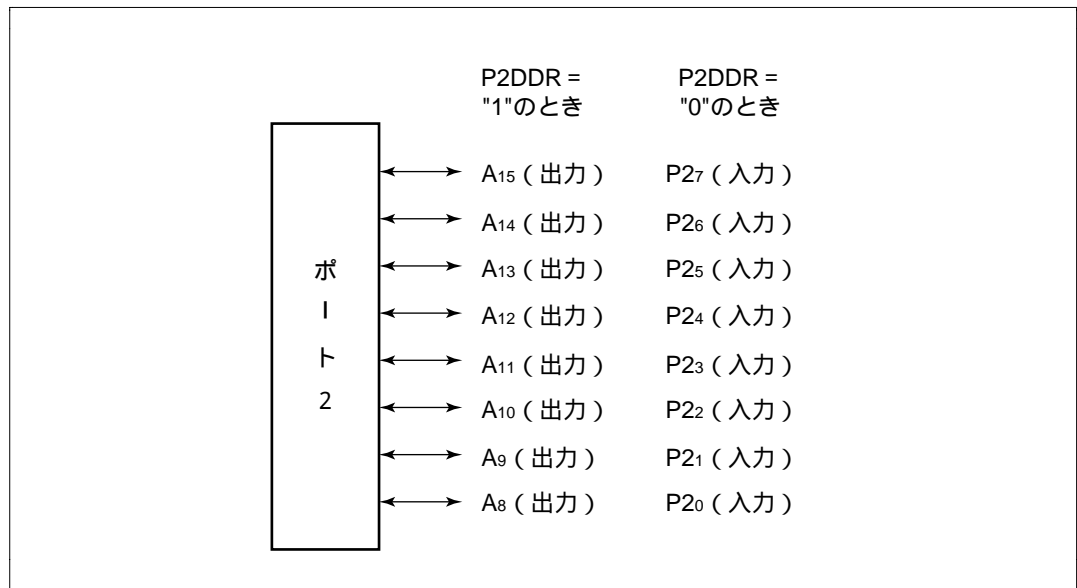 P2DDR = P2DDR =
"1"のとき "0"のとき
A15 ( 出力 ) P27 ( 入力 )
A14 ( 出力 ) P26 ( 入力 )
A13 ( 出力 ) P25 ( 入力 )
A12 ( 出力 ) P24 ( 入力 )
A11 ( 出力 ) P23 ( 入力 )
A10 ( 出力 ) P22 ( 入力 )
A9 ( 出力 ) P21 ( 入力 )
A8 ( 出力 ) P20 ( 入力 )
ポート2